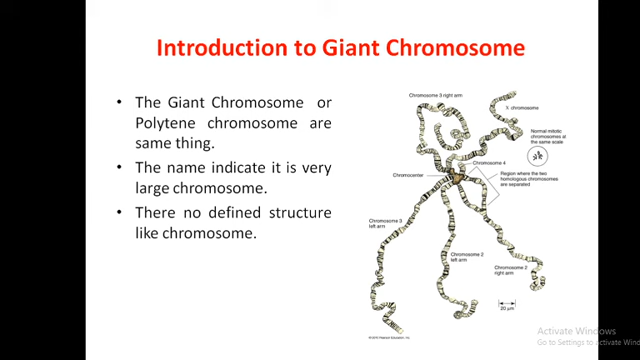 Introduction to Giant Chromosome
• The Giant Chromosome or
Polytene chromosome are
same thing.
• The name indicate it is very
large chromosome.
• There no defined structure
like chromosome.
Chromosome 3 right arm
X chromosome
Normal mitotic
chromosomes at
the same scale
Chromosome 4
Chromocenter
Region where the two
homologous chromosomes
are separated
Chromosome 3
left arm
Chromosome 2
left arm
Chromosome 2
right arm
20 µm
Activate Windows
Go to Settings to activate Wind